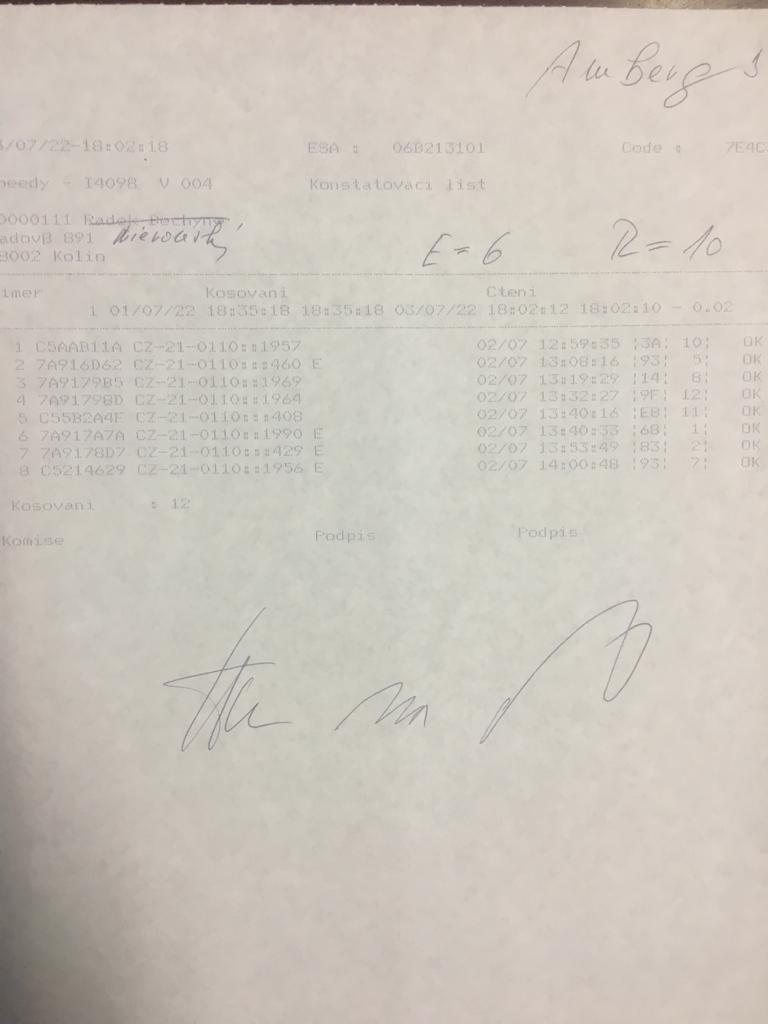 Amberg 3
/07/22-18:02:18 ESA : 06B213101 Code : 7E4C
eedy - I4098 V 004 Konstatovaci list
0000111 Radek Bochyny
adovB 891
8002 Kolin E = 6 R = 10
imer Kosovani Cteni
1 01/07/22 18:35:18 18:35:18 03/07/22 18:02:12 18:02:10 - 0.02
1 C5AAB11A CZ-21-0110::1957 02/07 12:59:35 ¦3A¦ 10¦ OK
2 7A916D62 CZ-21-0110:::460 E 02/07 13:08:16 ¦93¦ 5¦ OK
3 7A9179B5 CZ-21-0110::1969 02/07 13:19:29 ¦14¦ 8¦ OK
4 7A91798D CZ-21-0110::1964 02/07 13:32:27 ¦9F¦ 12¦ OK
5 C55B2A4F CZ-21-0110:::408 02/07 13:40:16 ¦E8¦ 11¦ OK
6 7A917A7A CZ-21-0110::1990 E 02/07 13:40:33 ¦68¦ 1¦ OK
7 7A9178D7 CZ-21-0110:::429 E 02/07 13:53:49 ¦83¦ 2¦ OK
8 C5214629 CZ-21-0110::1956 E 02/07 14:00:48 ¦93¦ 7¦ OK
Kosovani : 12
Komise Podpis Podpis